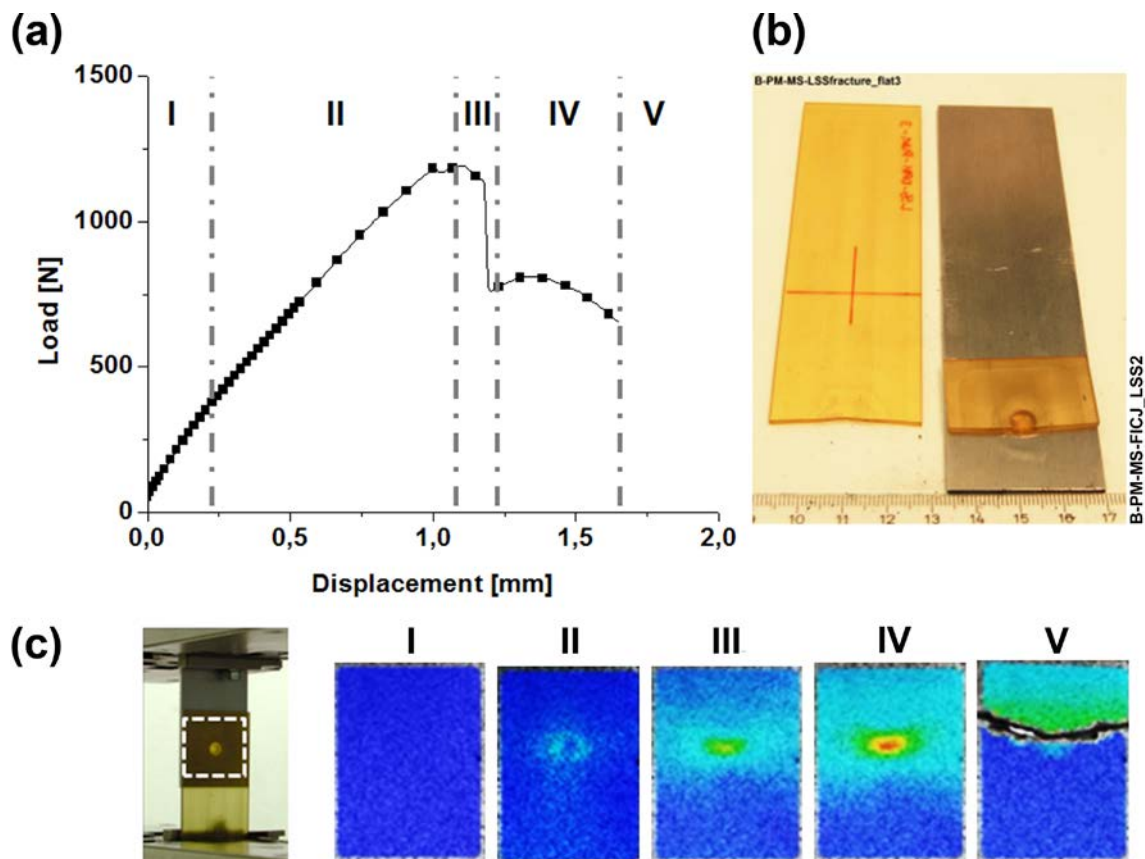 (a)
1500
1000
500
0
Load [N]
I
II
III
IV
V
0,0
0,5
1,0
1,5
2,0
Displacement [mm]
(b)
B-PM-MS-LSSfracture_flat3
10 11 12 13 14 15 16 17
B-PM-MS-FICJ_LSS2
(c)
I
II
III
IV
V